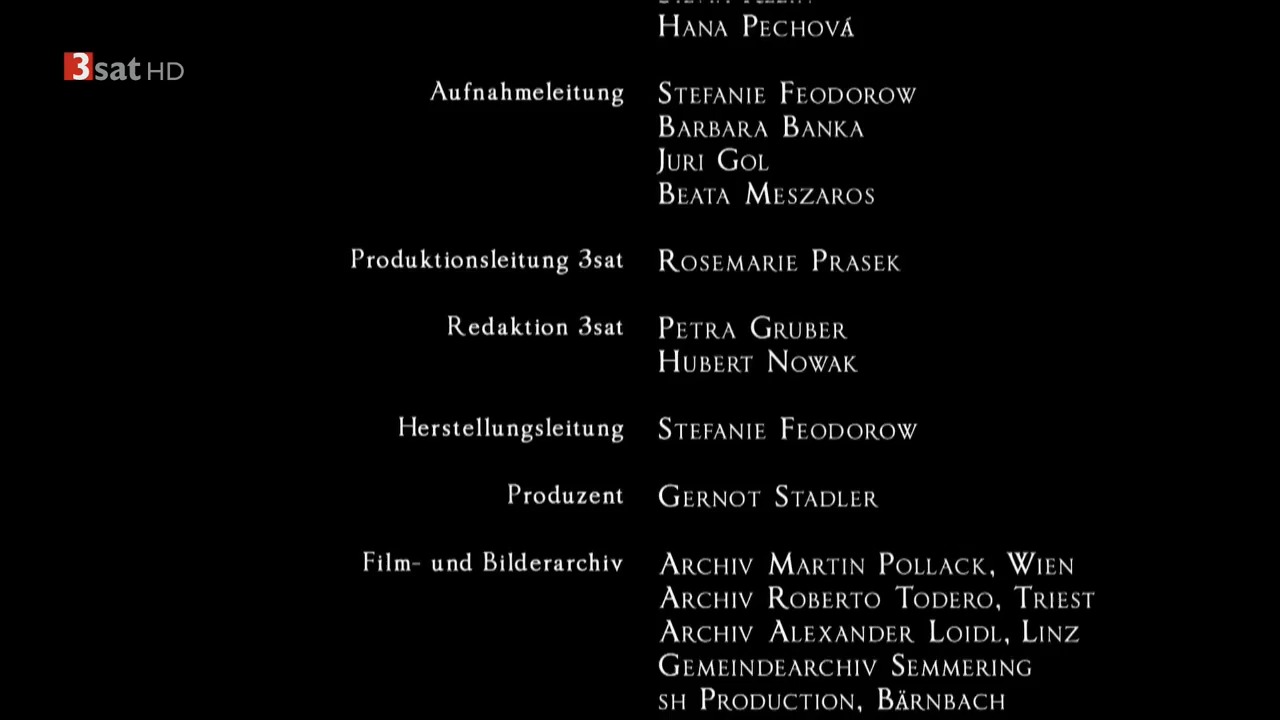 Hana Pechová
3sat HD
Aufnahmeleitung Stefanie Feodorow
Barbara Banka
Juri Gol
Beata Meszaros
Produktionsleitung 3sat Rosemarie Prasek
Redaktion 3sat Petra Gruber
Hubert Nowak
Herstellungsleitung Stefanie Feodorow
Produzent Gernot Stadler
Film- und Bilderarchiv Archiv Martin Pollack, Wien
Archiv Roberto Todero, Triest
Archiv Alexander Loidl, Linz
Gemeindearchiv Semmering
sh Production, Bärnbach